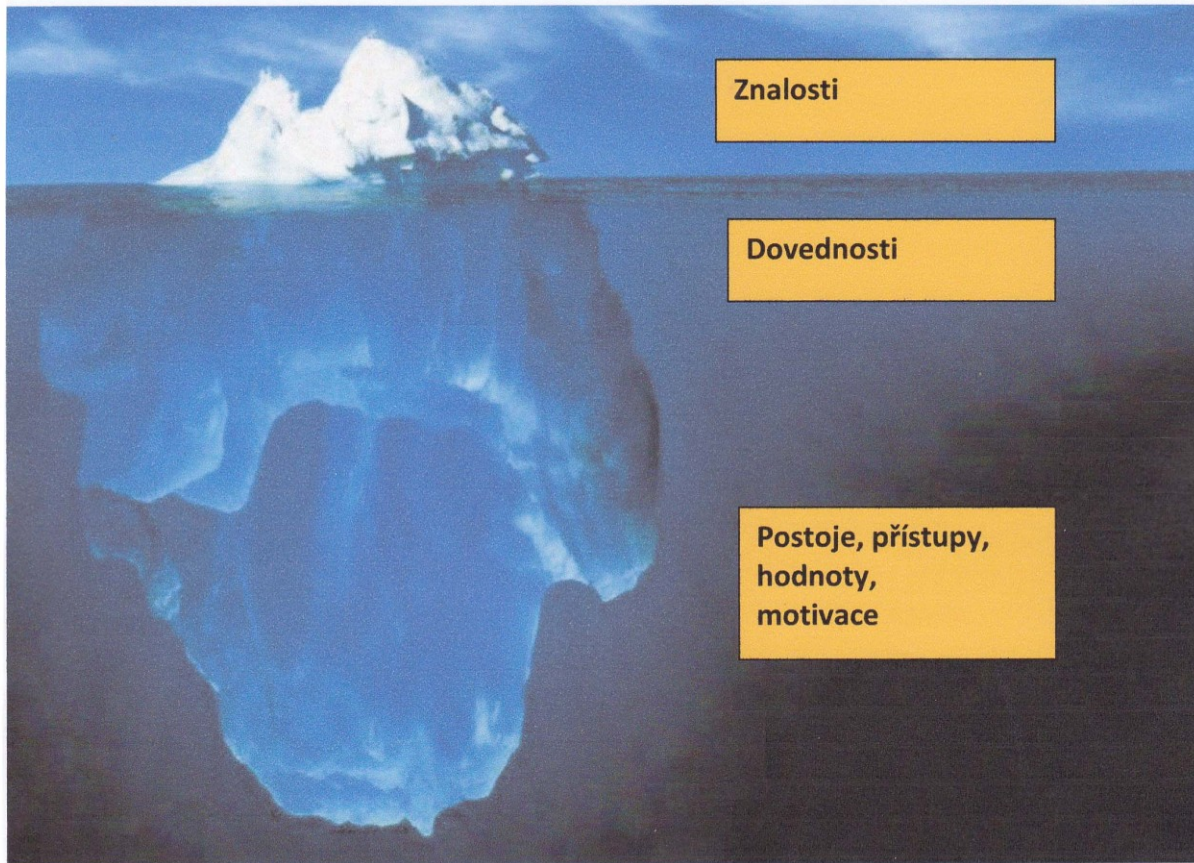 Znalosti
Dovednosti
Postoje, přístupy,
hodnoty,
motivace